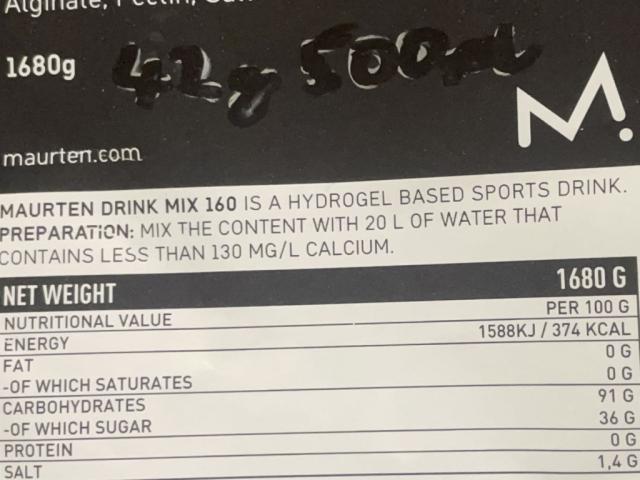 Alginate, Pectin,
1680g
42g 500ml
M.
maurten.com
MAURTEN DRINK MIX 160 IS A HYDROGEL BASED SPORTS DRINK.
PREPARATION: MIX THE CONTENT WITH 20 L OF WATER THAT
CONTAINS LESS THAN 130 MG/L CALCIUM.
NET WEIGHT 1680 G
NUTRITIONAL VALUE PER 100 G
ENERGY 1588KJ / 374 KCAL
FAT 0 G
-OF WHICH SATURATES 0 G
CARBOHYDRATES 91 G
-OF WHICH SUGAR 36 G
PROTEIN 0 G
SALT 1,4 G